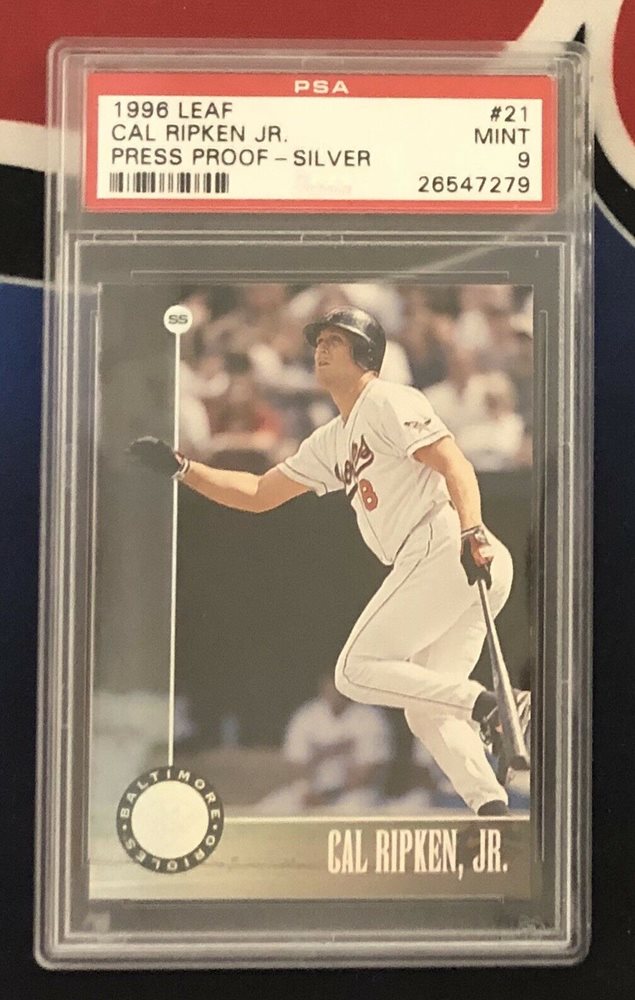 PSA
1996 LEAF #21
CAL RIPKEN JR. MINT
PRESS PROOF - SILVER 9
26547279
SS
8
BALTIMORE
• ORIOLES •
CAL RIPKEN, JR.